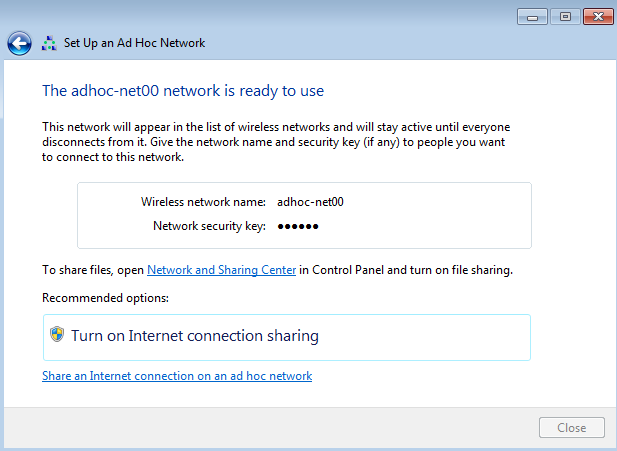 Set Up an Ad Hoc Network
The adhoc-net00 network is ready to use
This network will appear in the list of wireless networks and will stay active until everyone
disconnects from it. Give the network name and security key (if any) to people you want
to connect to this network.
Wireless network name: adhoc-net00
Network security key: ●●●●●●
To share files, open Network and Sharing Center in Control Panel and turn on file sharing.
Recommended options:
Turn on Internet connection sharing
Share an Internet connection on an ad hoc network
Close